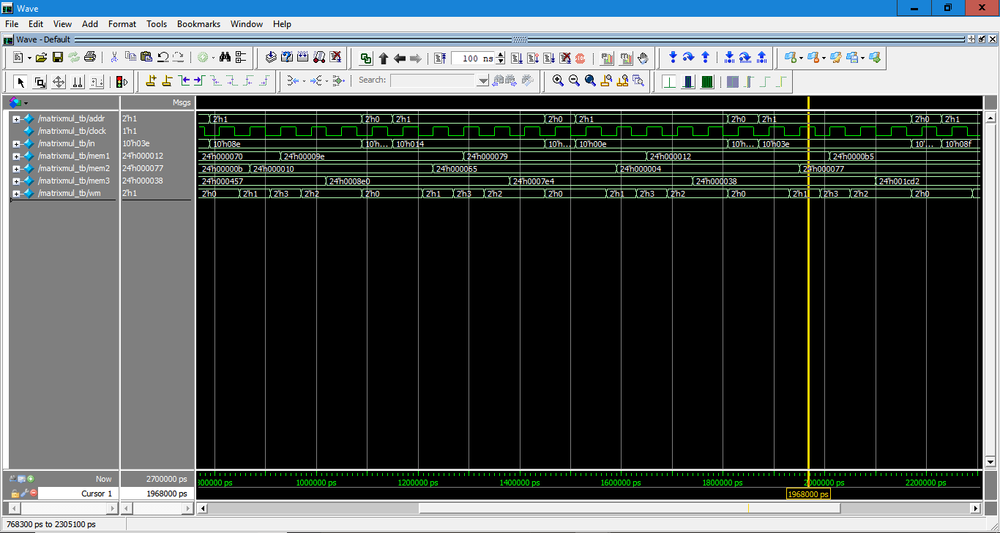 Wave
File Edit View Add Format Tools Bookmarks Window Help
Wave - Default
100 ns
Search:
Msgs
/matrixmul_tb/addr 2'h1 2'h1 2'h0 2'h1 2'h0 2'h1 2'h0 2'h1 2'h0 2'h1
/matrixmul_tb/clock 1'h1
/matrixmul_tb/in 10'h03e 10'h08e 10'h... 10'h014 10'h... 10'h00e 10'h... 10'h03e 10'... 10'h08f
/matrixmul_tb/mem1 24'h000012 24'h000070 24'h00009e 24'h000079 24'h000012 24'h0000b5
/matrixmul_tb/mem2 24'h000077 24'h00000b 24'h000010 24'h000065 24'h000004 24'h000077
/matrixmul_tb/mem3 24'h000038 24'h000457 24'h0008e0 24'h0007e4 24'h000038 24'h001cd2
/matrixmul_tb/wm 2'h1 2'h0 2'h1 2'h3 2'h2 2'h0 2'h1 2'h3 2'h2 2'h0 2'h1 2'h3 2'h2 2'h0 2'h1 2'h3 2'h2 2'h0
Now 2700000 ps 800000 ps 1000000 ps 1200000 ps 1400000 ps 1600000 ps 1800000 ps 2000000 ps 2200000 ps
Cursor 1 1968000 ps 1968000 ps
768300 ps to 2305100 ps